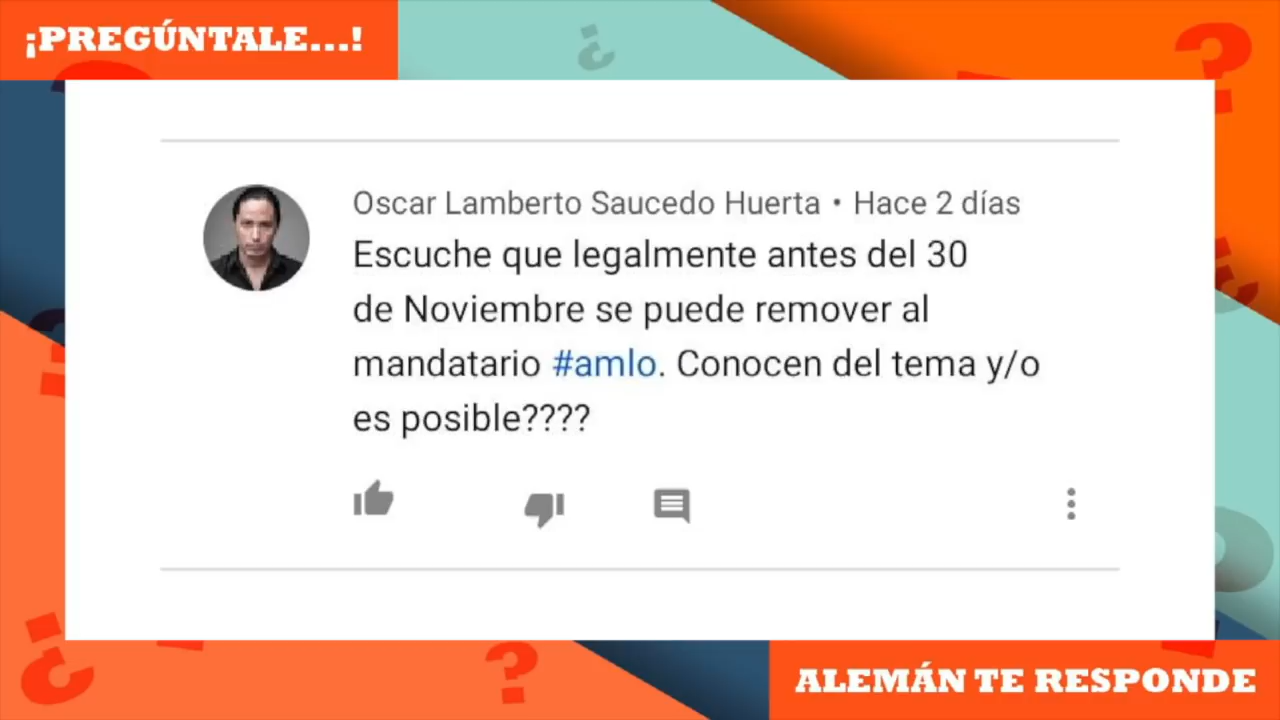 ¡PREGÚNTALE...!
Oscar Lamberto Saucedo Huerta • Hace 2 días
Escuche que legalmente antes del 30
de Noviembre se puede remover al
mandatario #amlo. Conocen del tema y/o
es posible????
ALEMÁN TE RESPONDE